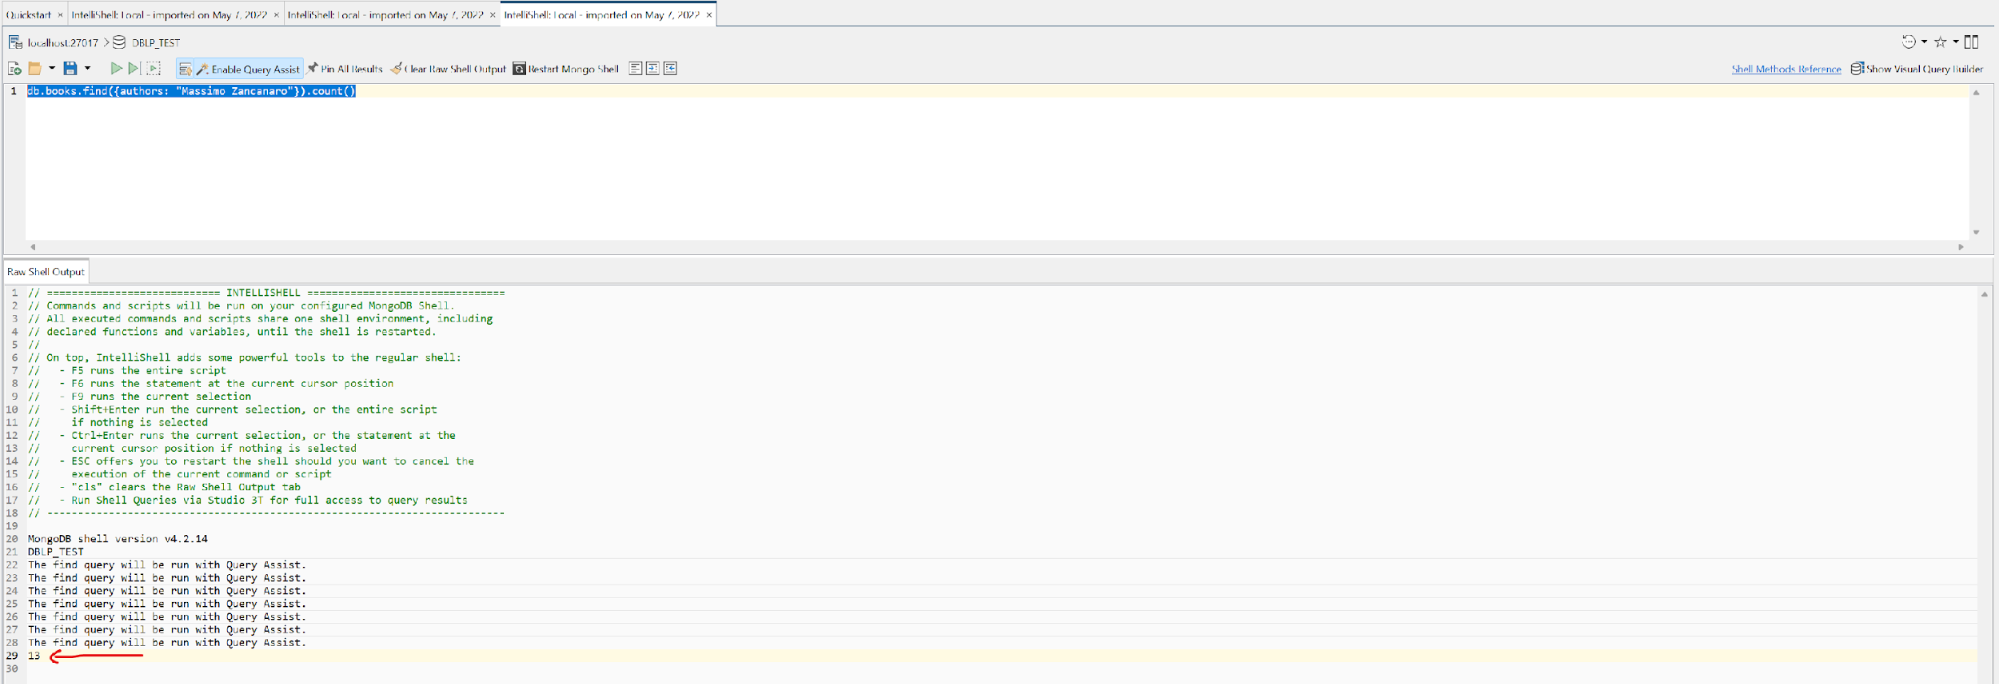 Quickstart × IntelliShell: Local - imported on May 7, 2022 × IntelliShell: Local - imported on May 7, 2022 × IntelliShell: Local - imported on May 7, 2022 ×
localhost:27017 > DBLP_TEST
Enable Query Assist Pin All Results Clear Raw Shell Output Restart Mongo Shell Shell Methods Reference Show Visual Query Builder
1 db.books.find({authors: "Massimo Zancanaro"}).count()
Raw Shell Output
1 // ============================ INTELLISHELL ================================
2 // Commands and scripts will be run on your configured MongoDB Shell.
3 // All executed commands and scripts share one shell environment, including
4 // declared functions and variables, until the shell is restarted.
5 //
6 // On top, IntelliShell adds some powerful tools to the regular shell:
7 //   - F5 runs the entire script
8 //   - F6 runs the statement at the current cursor position
9 //   - F9 runs the current selection
10 //   - Shift+Enter run the current selection, or the entire script
11 //     if nothing is selected
12 //   - Ctrl+Enter runs the current selection, or the statement at the
13 //     current cursor position if nothing is selected
14 //   - ESC offers you to restart the shell should you want to cancel the
15 //     execution of the current command or script
16 //   - "cls" clears the Raw Shell Output tab
17 //   - Run Shell Queries via Studio 3T for full access to query results
18 // --------------------------------------------------------------------------
19
20 MongoDB shell version v4.2.14
21 DBLP_TEST
22 The find query will be run with Query Assist.
23 The find query will be run with Query Assist.
24 The find query will be run with Query Assist.
25 The find query will be run with Query Assist.
26 The find query will be run with Query Assist.
27 The find query will be run with Query Assist.
28 The find query will be run with Query Assist.
29 13
30